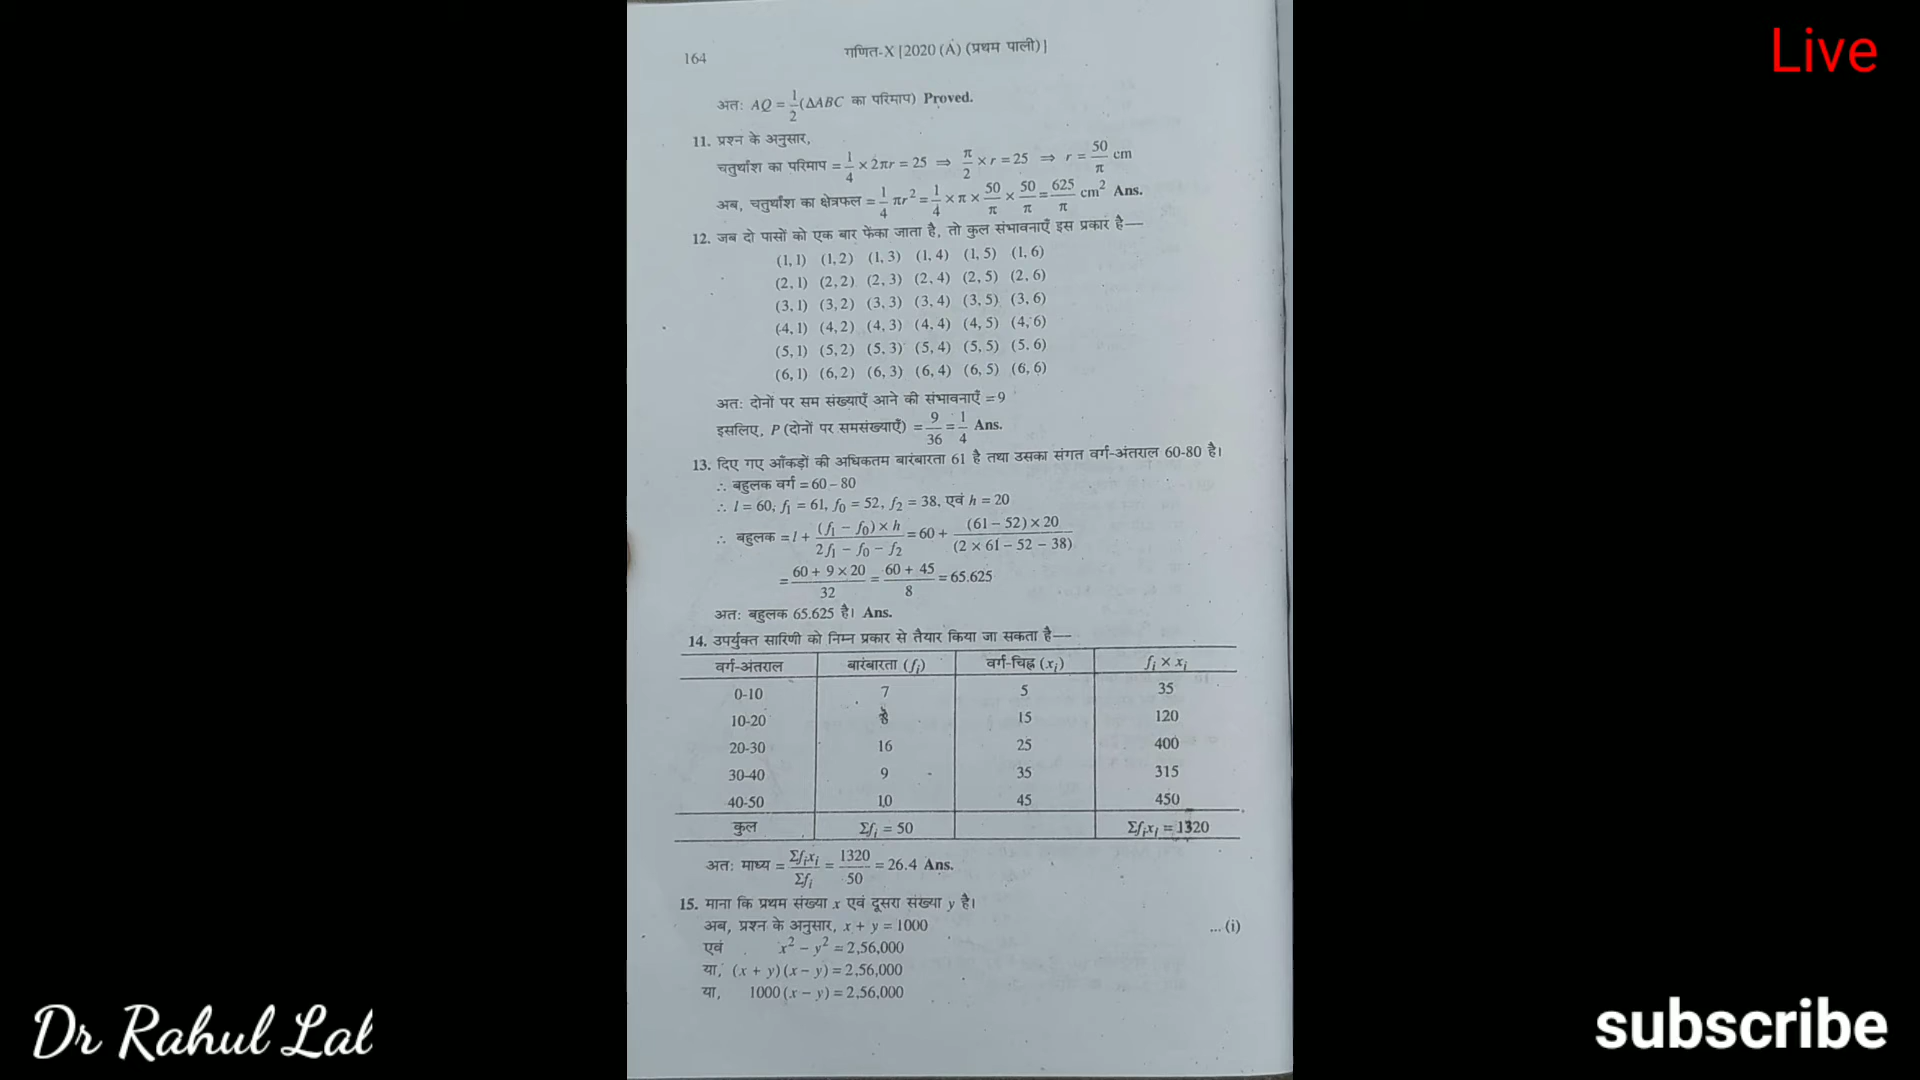 164
गणित-X [2020 (A) (प्रथम पाली)]
Live
अतः AQ = 1/2 (ΔABC का परिमाप) Proved.
11. प्रश्न के अनुसार,
चतुर्थांश का परिमाप = 1/4 × 2πr = 25 ⇒ π/2 × r = 25 ⇒ r = 50/π cm
अब, चतुर्थांश का क्षेत्रफल = 1/4 πr² = 1/4 × π × 50/π × 50/π = 625/π cm² Ans.
12. जब दो पासों को एक बार फेंका जाता है, तो कुल संभावनाएँ इस प्रकार है—
(1, 1) (1, 2) (1, 3) (1, 4) (1, 5) (1, 6)
(2, 1) (2, 2) (2, 3) (2, 4) (2, 5) (2, 6)
(3, 1) (3, 2) (3, 3) (3, 4) (3, 5) (3, 6)
(4, 1) (4, 2) (4, 3) (4, 4) (4, 5) (4, 6)
(5, 1) (5, 2) (5, 3) (5, 4) (5, 5) (5, 6)
(6, 1) (6, 2) (6, 3) (6, 4) (6, 5) (6, 6)
अतः दोनों पर सम संख्याएँ आने की संभावनाएँ = 9
इसलिए, P (दोनों पर समसंख्याएँ) = 9/36 = 1/4 Ans.
13. दिए गए आँकड़ों की अधिकतम बारंबारता 61 है तथा उसका संगत वर्ग-अंतराल 60-80 है।
∴ बहुलक वर्ग = 60 – 80
∴ l = 60, f₁ = 61, f₀ = 52, f₂ = 38, एवं h = 20
∴ बहुलक = l + (f₁ – f₀) × h / 2f₁ – f₀ – f₂ = 60 + (61 – 52) × 20 / (2 × 61 – 52 – 38)
= 60 + 9 × 20 / 32 = 60 + 45 / 8 = 65.625
अतः बहुलक 65.625 है। Ans.
14. उपर्युक्त सारिणी को निम्न प्रकार से तैयार किया जा सकता है—
वर्ग-अंतराल बारंबारता (fᵢ) वर्ग-चिह्न (xᵢ) fᵢ × xᵢ
0-10 7 5 35
10-20 8 15 120
20-30 16 25 400
30-40 9 35 315
40-50 10 45 450
कुल Σfᵢ = 50 Σfᵢxᵢ = 1320
अतः माध्य = Σfᵢxᵢ / Σfᵢ = 1320/50 = 26.4 Ans.
15. माना कि प्रथम संख्या x एवं दूसरा संख्या y है।
अब, प्रश्न के अनुसार, x + y = 1000 ... (i)
एवं x² – y² = 2,56,000
या, (x + y) (x – y) = 2,56,000
या, 1000 (x – y) = 2,56,000
Dr Rahul Lal
subscribe